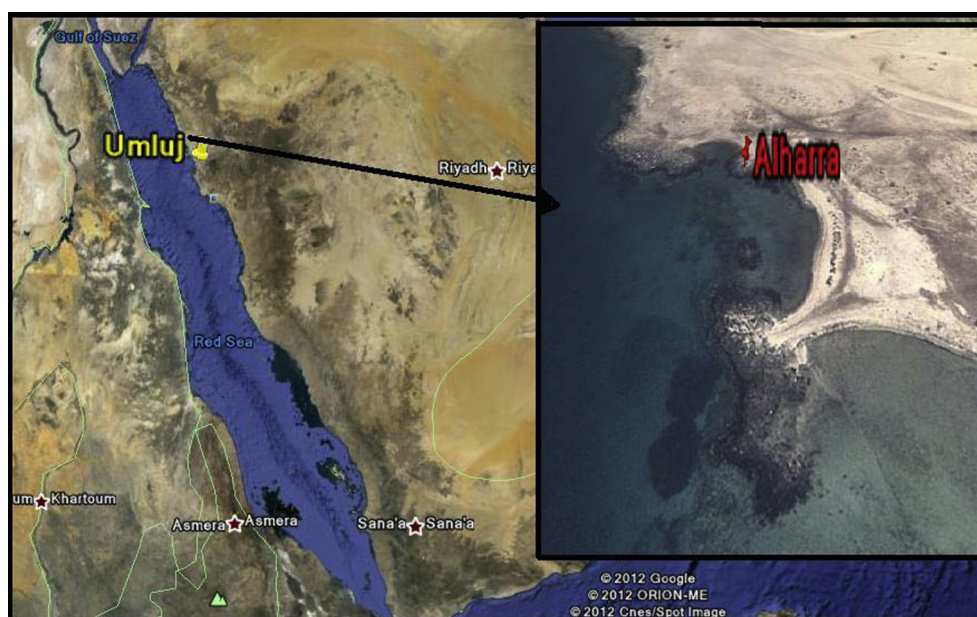 Gulf of Suez
Umluj
Riyadh Riya
Alharra
Red Sea
um Khartoum
Asmera Asmera
Sana'a Sana'a
© 2012 Google
© 2012 ORION-ME
© 2012 Cnes/Spot Image